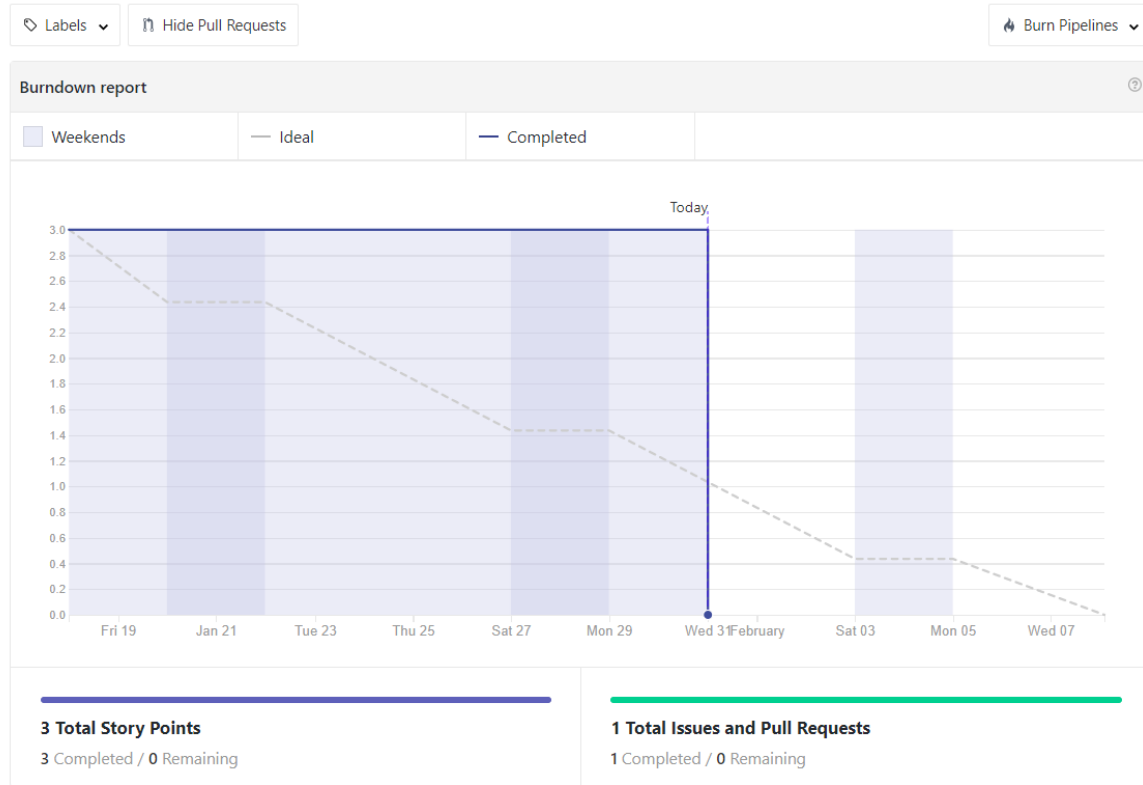 Labels
Hide Pull Requests
Burn Pipelines
Burndown report
Weekends
Ideal
Completed
Today
3.0
2.8
2.6
2.4
2.2
2.0
1.8
1.6
1.4
1.2
1.0
0.8
0.6
0.4
0.2
0.0
Fri 19 Jan 21 Tue 23 Thu 25 Sat 27 Mon 29 Wed 31 February Sat 03 Mon 05 Wed 07
3 Total Story Points
3 Completed / 0 Remaining
1 Total Issues and Pull Requests
1 Completed / 0 Remaining